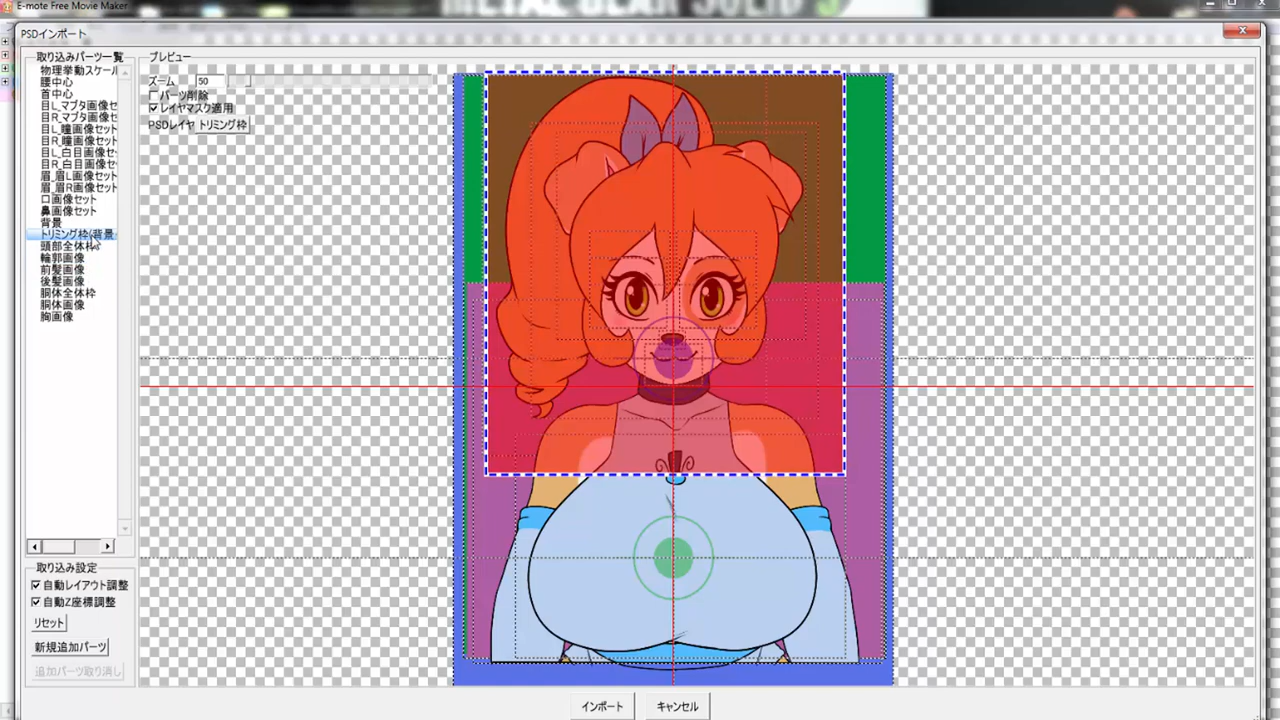 E-mote Free Movie Maker
PSDインポート
取り込みパーツ一覧
物理挙動スケール
腰中心
首中心
目L_マブタ画像セ
目R_マブタ画像セ
目L_瞳画像セット
目R_瞳画像セット
目L_白目画像セッ
目R_白目画像セッ
眉_眉L画像セット
眉_眉R画像セット
口画像セット
鼻画像セット
背景
トリミング枠(背景
頭部全体枠
輪郭画像
前髪画像
後髪画像
胴体全体枠
胴体画像
胸画像
取り込み設定
自動レイアウト調整
自動Z座標調整
リセット
新規追加パーツ
追加パーツ取り消し
プレビュー
ズーム 50
パーツ削除
レイヤマスク適用
PSDレイヤ トリミング枠
インポート
キャンセル